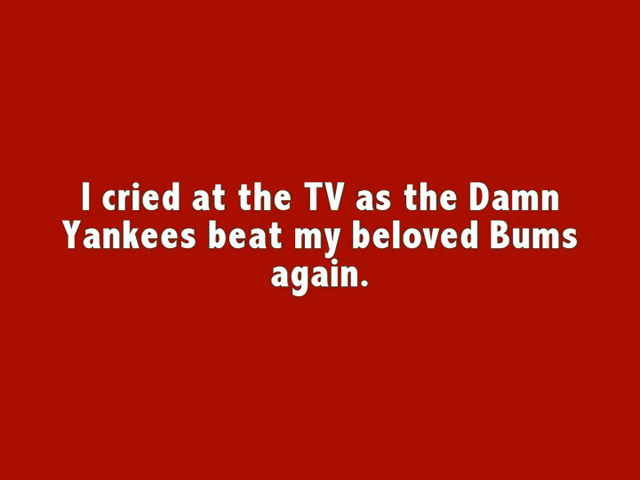 I cried at the TV as the Damn
Yankees beat my beloved Bums
again.